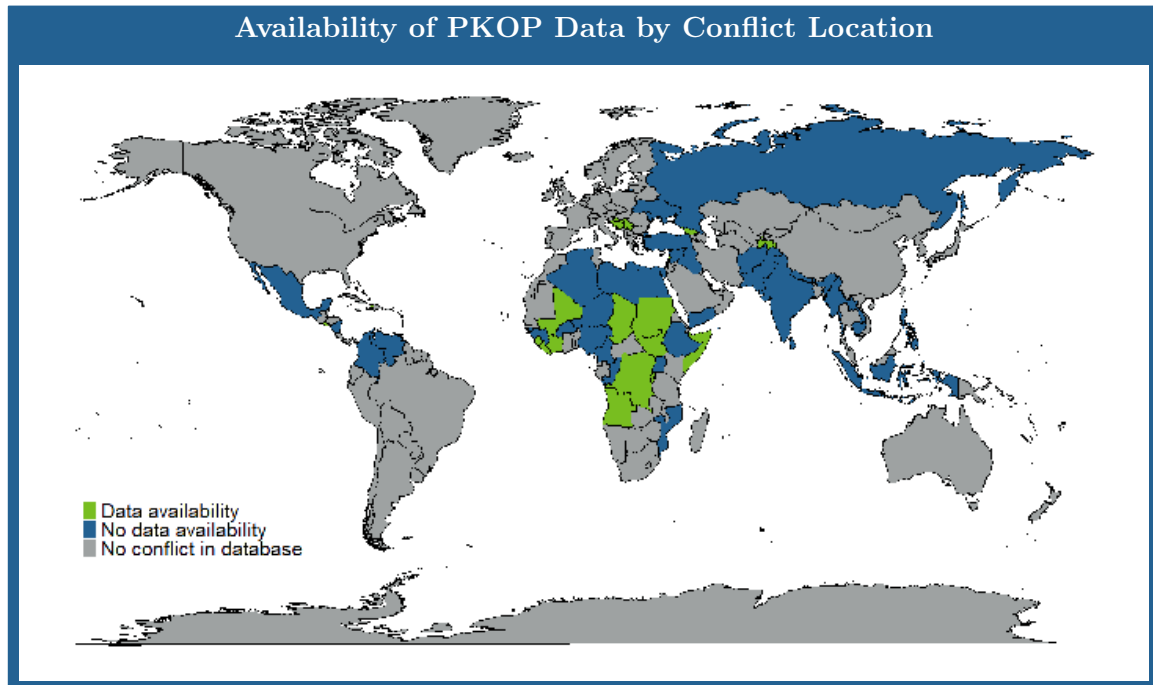 Availability of PKOP Data by Conflict Location
Data availability
No data availability
No conflict in database